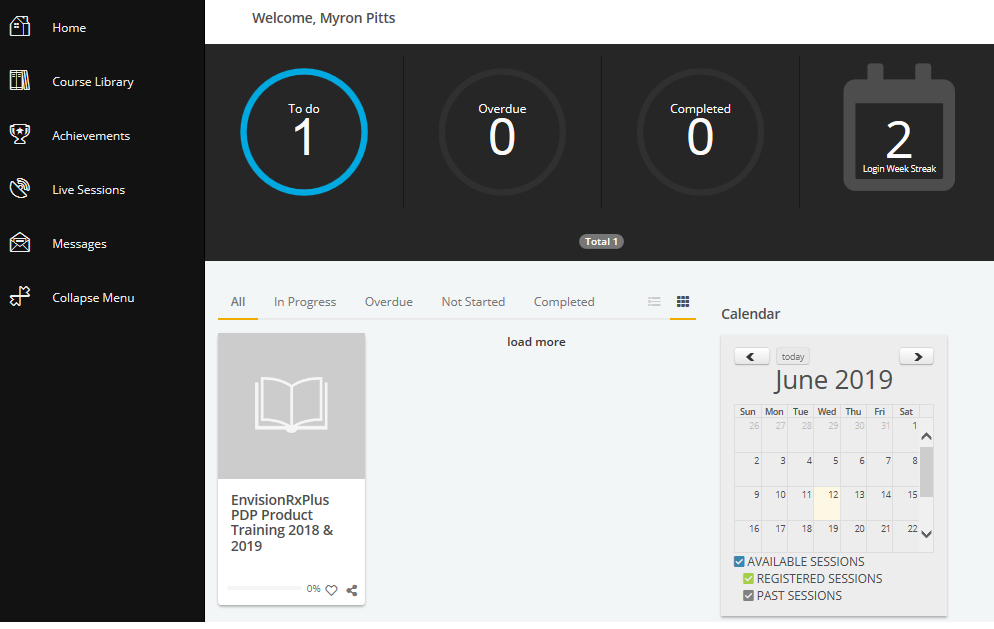 Home
Course Library
Achievements
Live Sessions
Messages
Collapse Menu
Welcome, Myron Pitts
To do
1
Overdue
0
Completed
0
2
Login Week Streak
Total 1
All In Progress Overdue Not Started Completed
load more
EnvisionRxPlus
PDP Product
Training 2018 &
2019
0%
Calendar
today
June 2019
Sun Mon Tue Wed Thu Fri Sat
26 27 28 29 30 31 1
2 3 4 5 6 7 8
9 10 11 12 13 14 15
16 17 18 19 20 21 22
AVAILABLE SESSIONS
REGISTERED SESSIONS
PAST SESSIONS